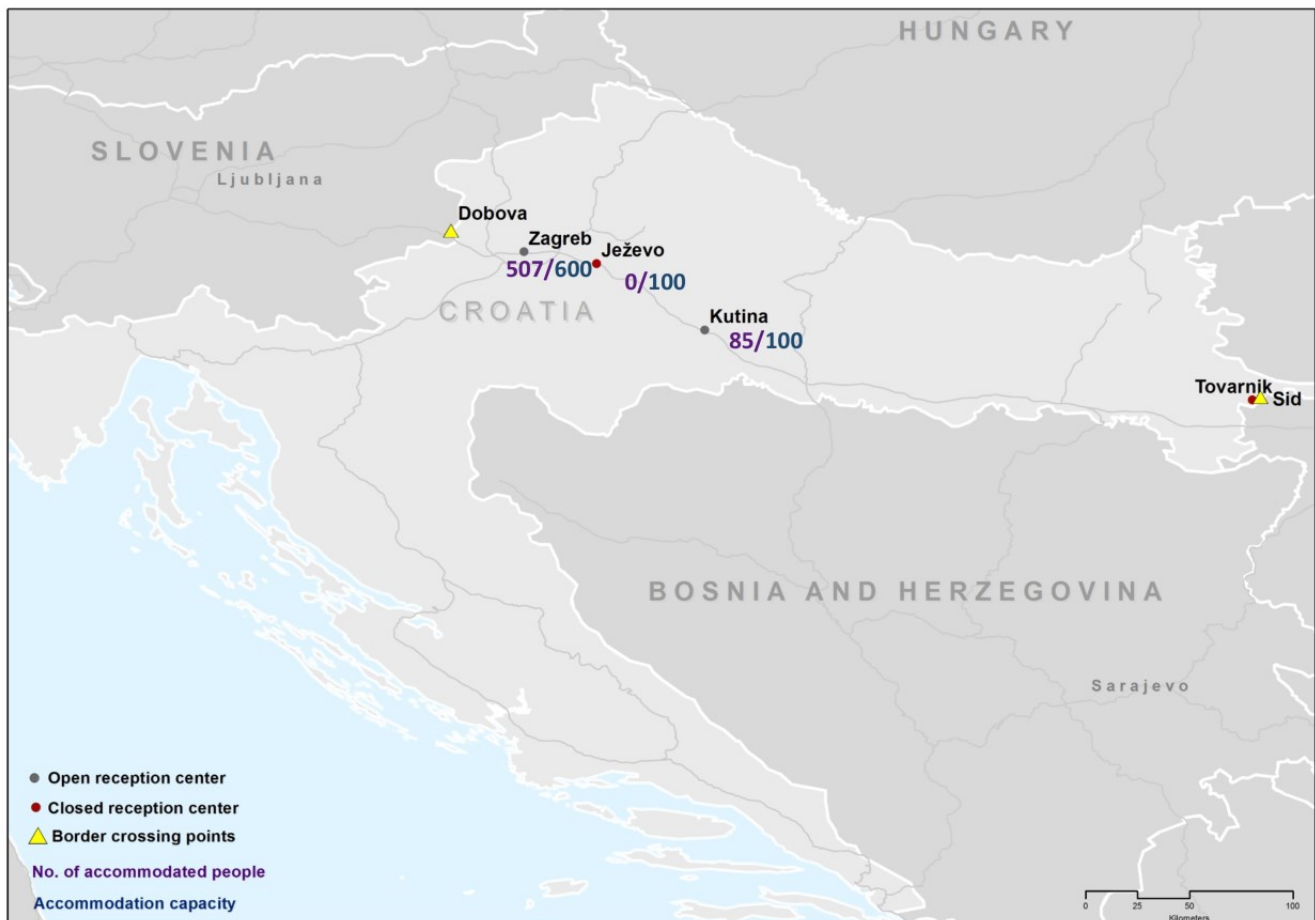 HUNGARY
SLOVENIA
Ljubljana
Dobova
Zagreb
Ježevo
507/600
0/100
CROATIA
Kutina
85/100
Tovarnik
Sid
BOSNIA AND HERZEGOVINA
Sarajevo
Open reception center
Closed reception center
Border crossing points
No. of accommodated people
Accommodation capacity
0 25 50 100
Kilometers